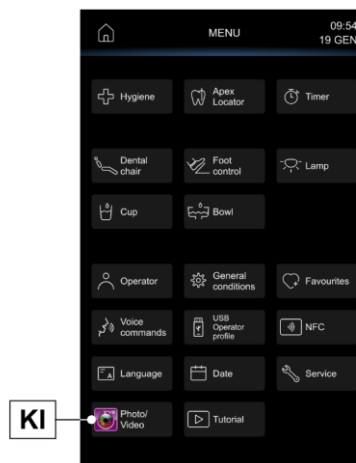 MENU
09:54
19 GEN
Hygiene
Apex
Locator
Timer
Dental
chair
Foot
control
Lamp
Cup
Bowl
Operator
General
conditions
Favourites
Voice
commands
USB
Operator
profile
NFC
A
Language
Date
Service
KI
Photo/
Video
Tutorial